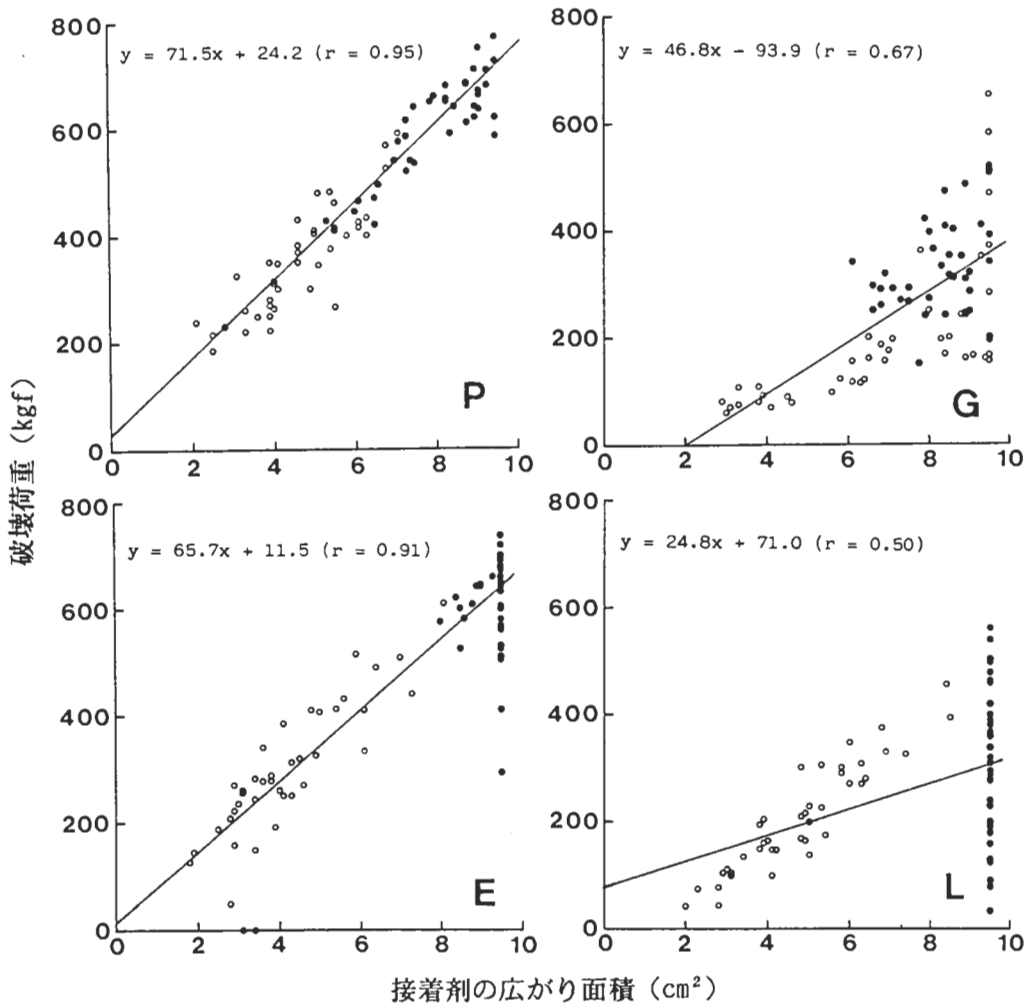 破壊荷重 (kgf)
y = 71.5x + 24.2 (r = 0.95)
800
600
400
200
0
P
0 2 4 6 8 10
y = 46.8x - 93.9 (r = 0.67)
800
600
400
200
0
G
0 2 4 6 8 10
y = 65.7x + 11.5 (r = 0.91)
800
600
400
200
0
E
0 2 4 6 8 10
y = 24.8x + 71.0 (r = 0.50)
800
600
400
200
0
L
0 2 4 6 8 10
接着剤の広がり面積 (cm²)